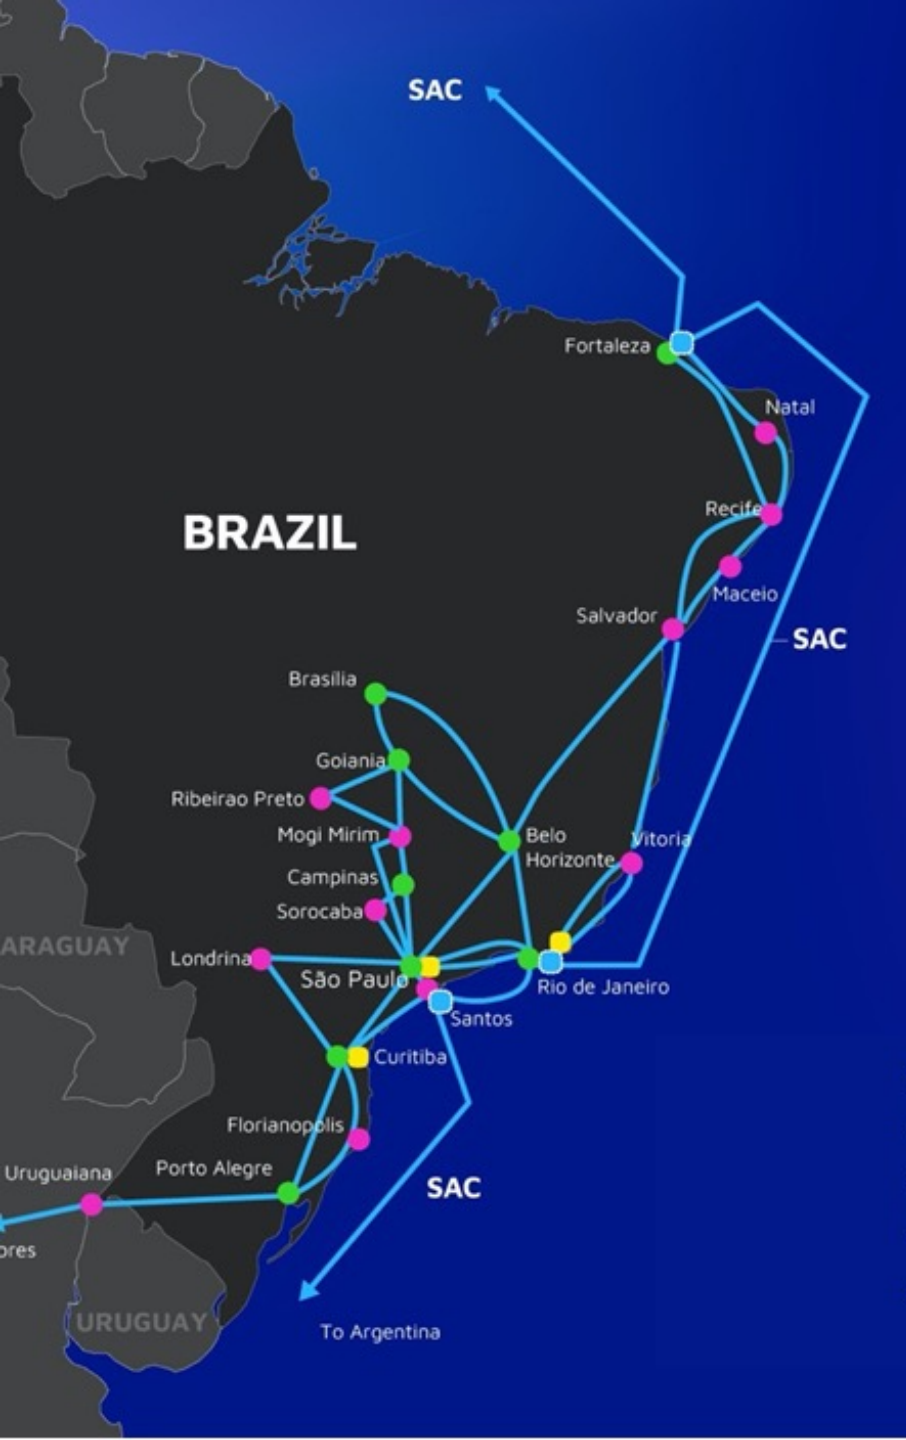 SAC
Fortaleza
Natal
BRAZIL
Recife
Maceio
Salvador
SAC
Brasília
Goiania
Ribeirao Preto
Mogi Mirim
Belo
Horizonte
Vitoria
Campinas
Sorocaba
ARAGUAY
Londrina
São Paulo
Rio de Janeiro
Santos
Curitiba
Florianopolis
Porto Alegre
Uruguaiana
SAC
ores
URUGUAY
To Argentina